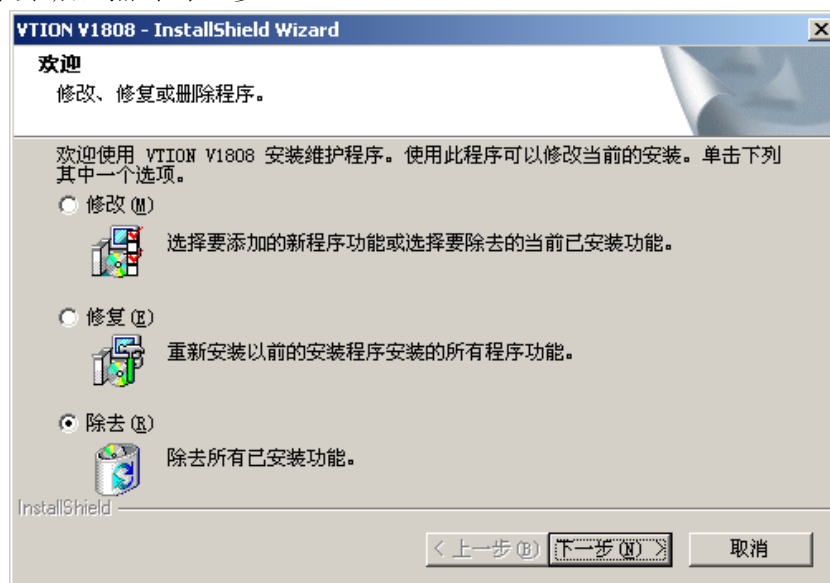 VTION V1808 - InstallShield Wizard
欢迎
修改、修复或删除程序。
欢迎使用 VTION V1808 安装维护程序。使用此程序可以修改当前的安装。单击下列
其中一个选项。
修改(M)
选择要添加的新程序功能或选择要除去的当前已安装功能。
修复(E)
重新安装以前的安装程序安装的所有程序功能。
除去(R)
除去所有已安装功能。
InstallShield
< 上一步(B) 下一步(N) > 取消